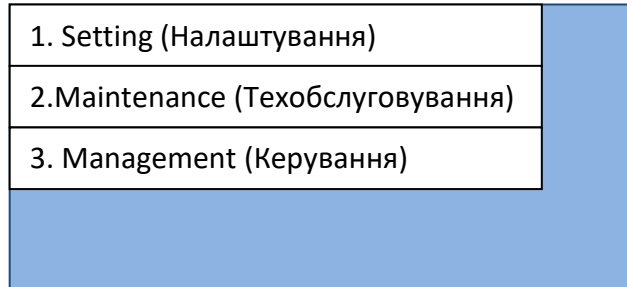 1. Setting (Налаштування)
2.Maintenance (Техобслуговування)
3. Management (Керування)